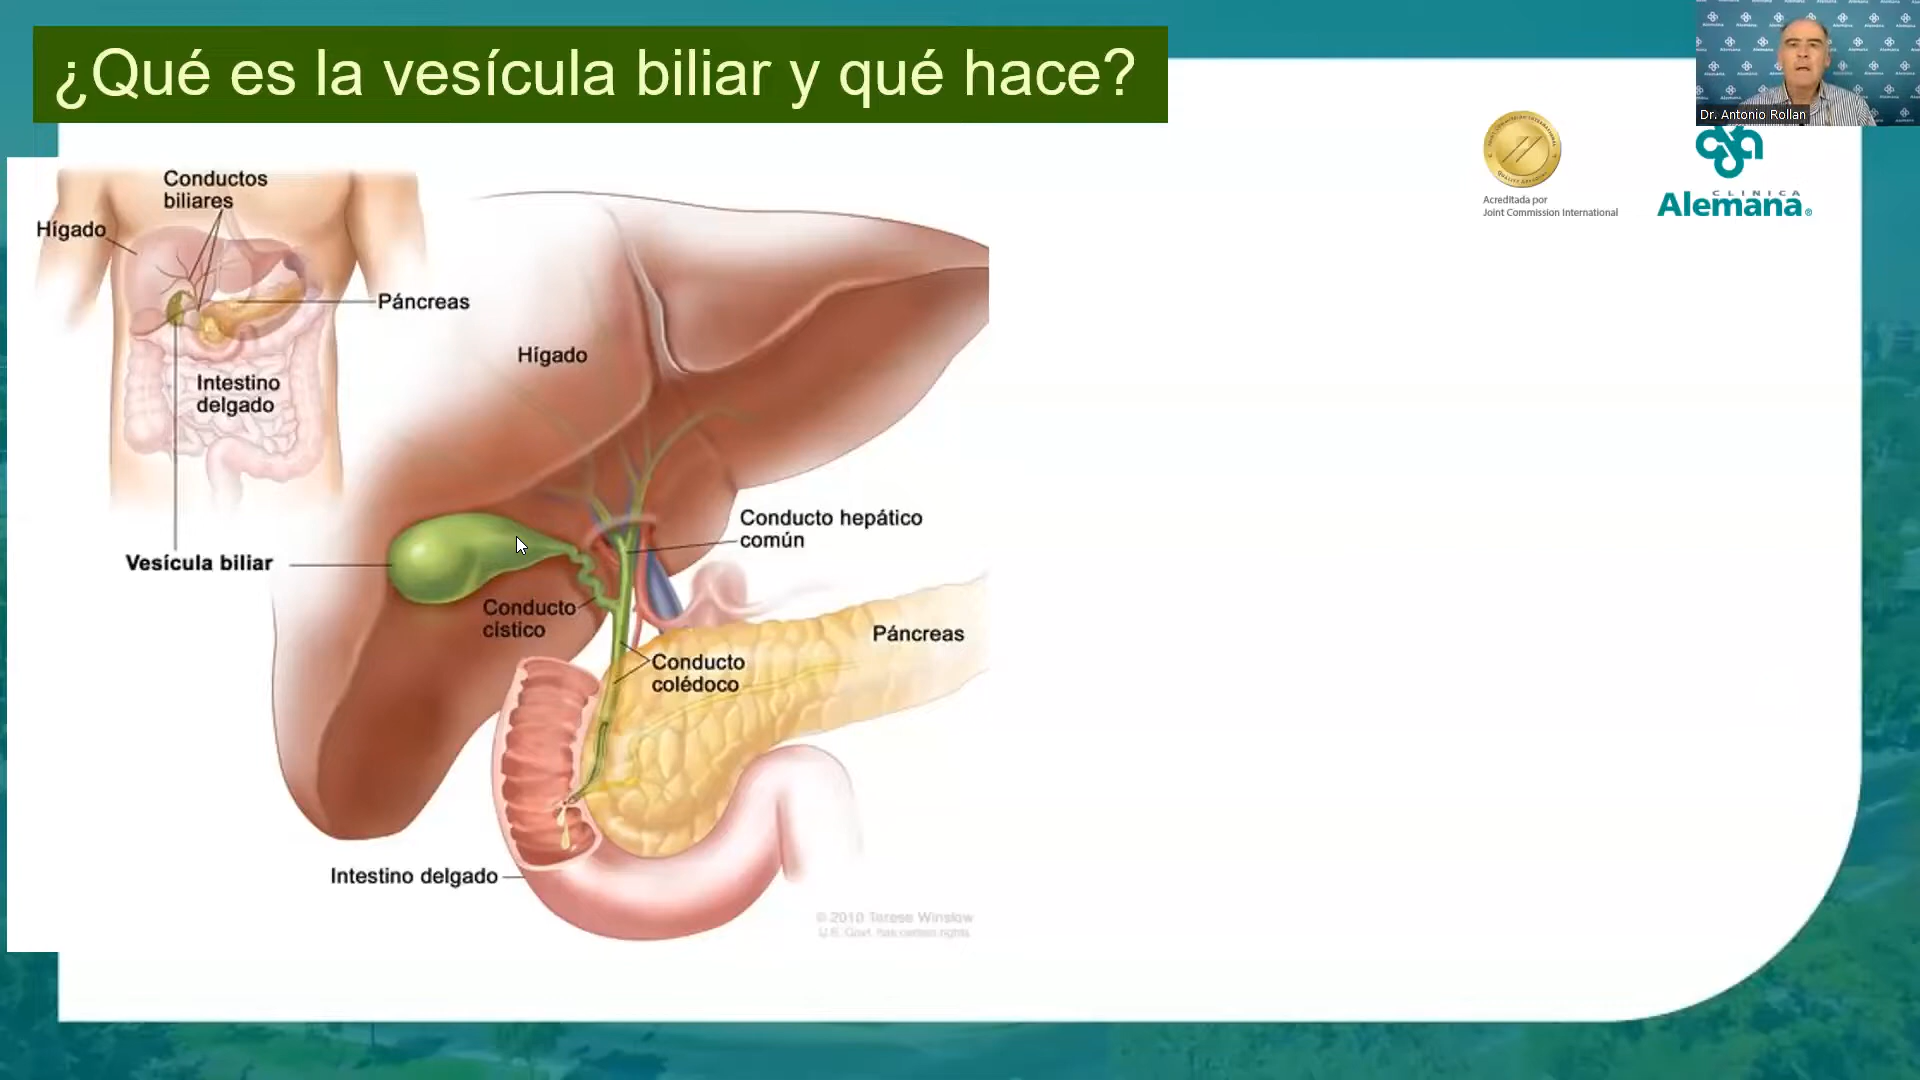 ¿Qué es la vesícula biliar y qué hace?
Dr. Antonio Rollan
Acreditada por
Joint Commission International
CLINICA
Alemana®
Conductos
biliares
Hígado
Páncreas
Intestino
delgado
Hígado
Conducto hepático
común
Vesícula biliar
Conducto
cístico
Páncreas
Conducto
colédoco
Intestino delgado
© 2010 Terese Winslow
U.S. Govt. has certain rights